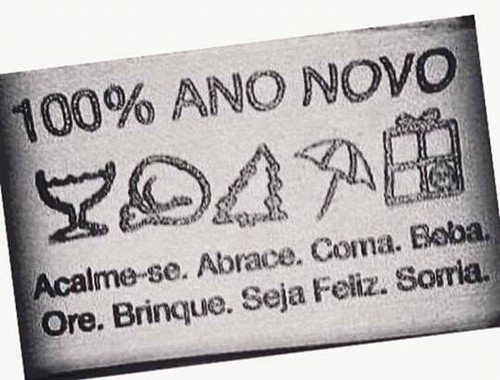 100% ANO NOVO
Acalme-se. Abrace. Coma. Beba.
Ore. Brinque. Seja Feliz. Sorria.